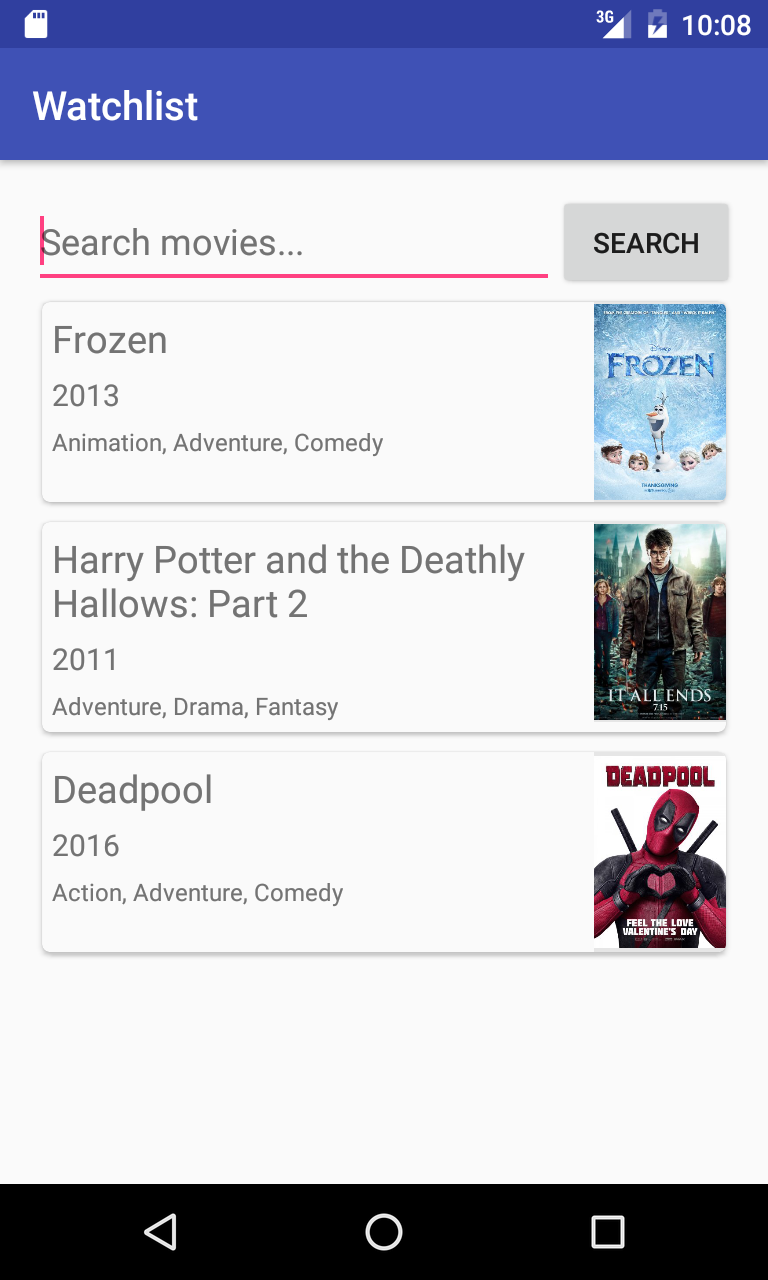 3G 10:08
Watchlist
Search movies...
SEARCH
Frozen
2013
Animation, Adventure, Comedy
Disney
FROZEN
THANKSGIVING
Harry Potter and the Deathly
Hallows: Part 2
2011
Adventure, Drama, Fantasy
IT ALL ENDS
7.15
Deadpool
2016
Action, Adventure, Comedy
DEADPOOL
FEEL THE LOVE
VALENTINE'S DAY